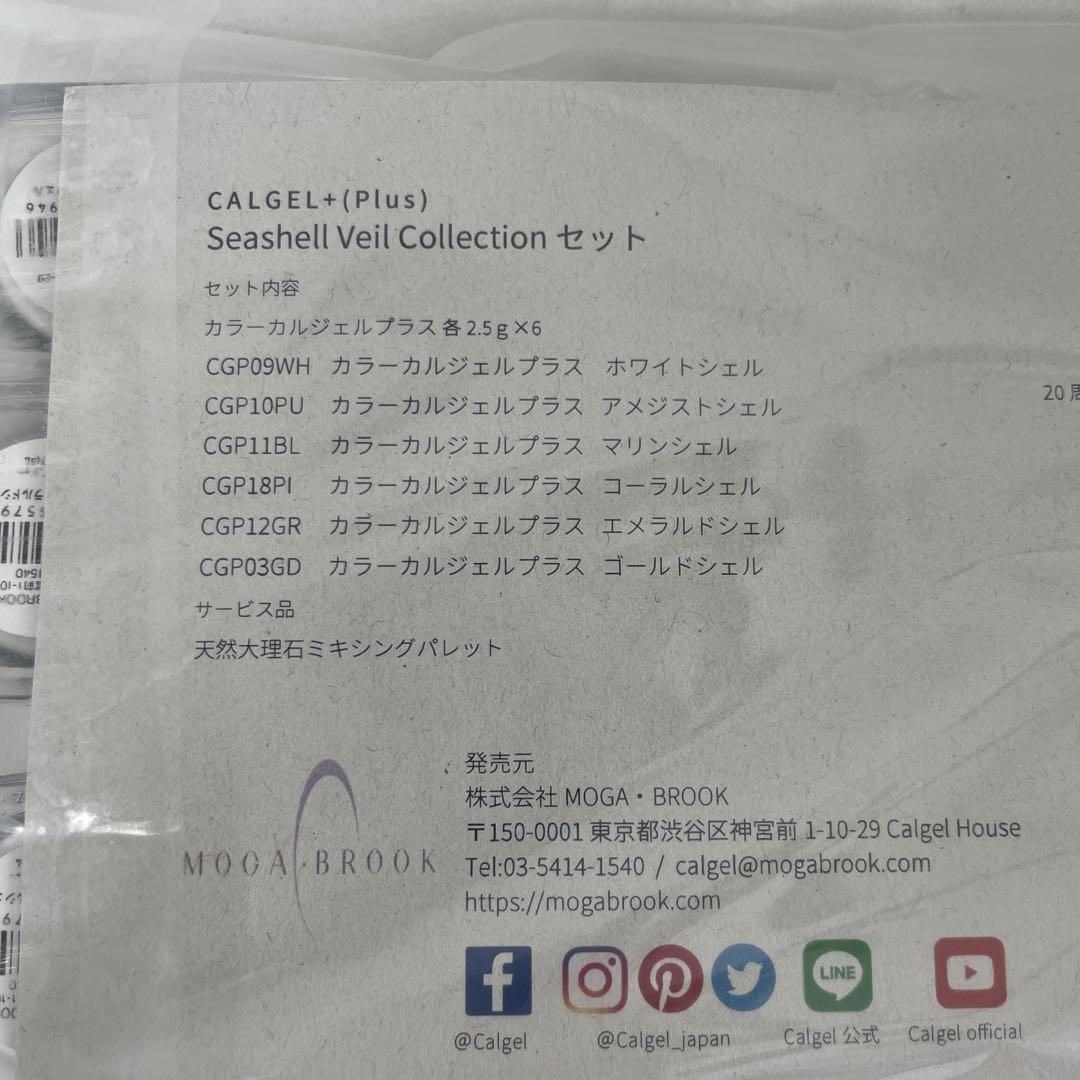 CALGEL+(Plus)
Seashell Veil Collection セット
セット内容
カラーカルジェルプラス 各 2.5g×6
CGP09WH カラーカルジェルプラス ホワイトシェル
CGP10PU カラーカルジェルプラス アメジストシェル
CGP11BL カラーカルジェルプラス マリンシェル
CGP18PI カラーカルジェルプラス コーラルシェル
CGP12GR カラーカルジェルプラス エメラルドシェル
CGP03GD カラーカルジェルプラス ゴールドシェル
サービス品
天然大理石ミキシングパレット
20周
MOGA・BROOK
発売元
株式会社 MOGA・BROOK
〒150-0001 東京都渋谷区神宮前 1-10-29 Calgel House
Tel:03-5414-1540 / calgel@mogabrook.com
https://mogabrook.com
LINE
@Calgel @Calgel_japan Calgel 公式 Calgel official